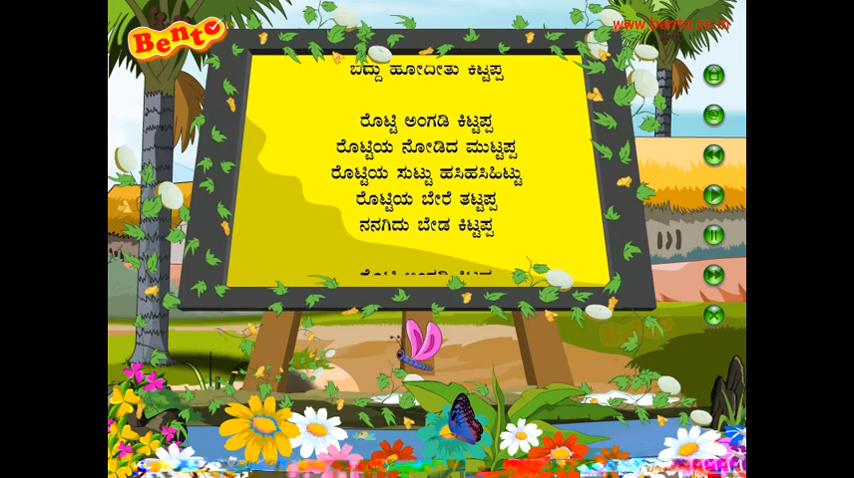 Bento
www.bento.co.in
ಬಿದ್ದು ಹೋದೀತು ಕಿಟ್ಟಪ್ಪ
ರೊಟ್ಟಿ ಅಂಗಡಿ ಕಿಟ್ಟಪ್ಪ
ರೊಟ್ಟಿಯ ನೋಡಿದ ಮುಟ್ಟಪ್ಪ
ರೊಟ್ಟಿಯ ಸುಟ್ಟು ಹಸಿಹಸಿಹಿಟ್ಟು
ರೊಟ್ಟಿಯ ಬೇರೆ ತಟ್ಟಪ್ಪ
ನನಗಿದು ಬೇಡ ಕಿಟ್ಟಪ್ಪ